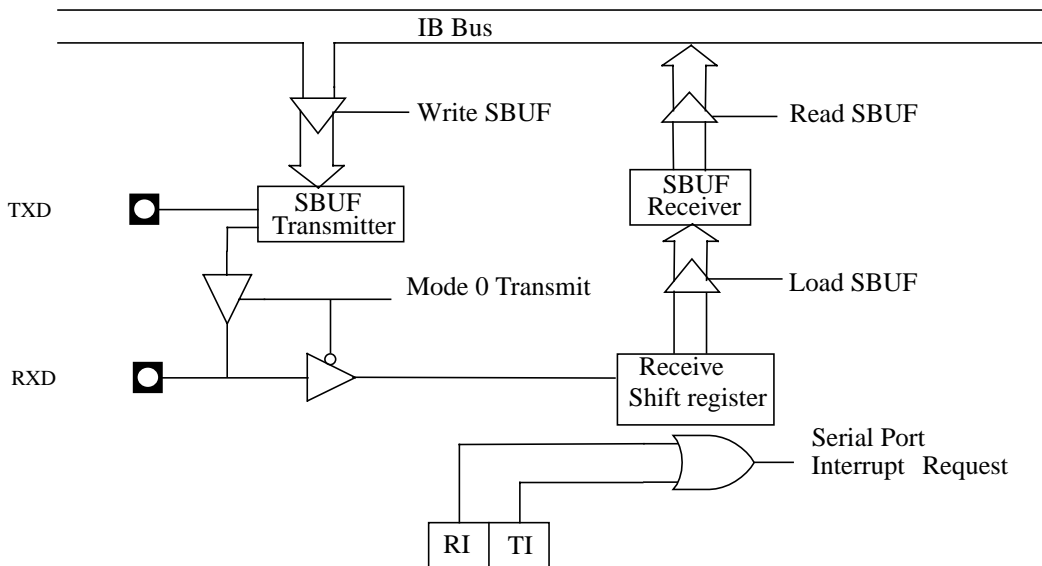 IB Bus
Write SBUF
Read SBUF
TXD
SBUF
Transmitter
SBUF
Receiver
Mode 0 Transmit
Load SBUF
RXD
Receive
Shift register
Serial Port
Interrupt Request
RI
TI